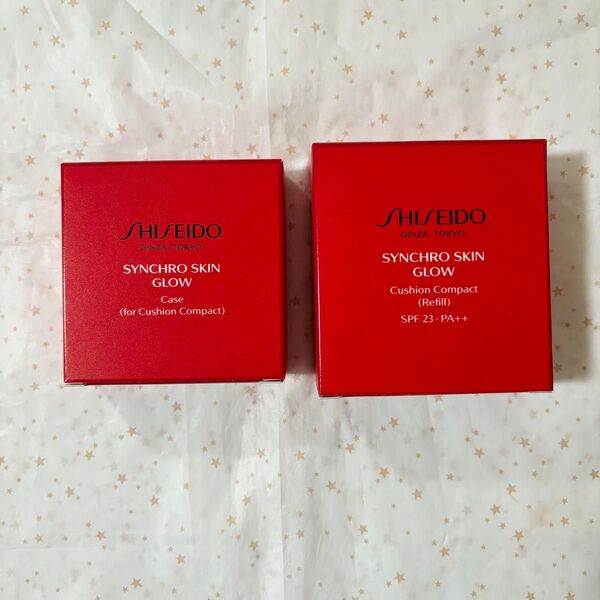 SHISEIDO
GINZA TOKYO
SYNCHRO SKIN
GLOW
Case
(for Cushion Compact)
SHISEIDO
GINZA TOKYO
SYNCHRO SKIN
GLOW
Cushion Compact
(Refill)
SPF 23・PA++